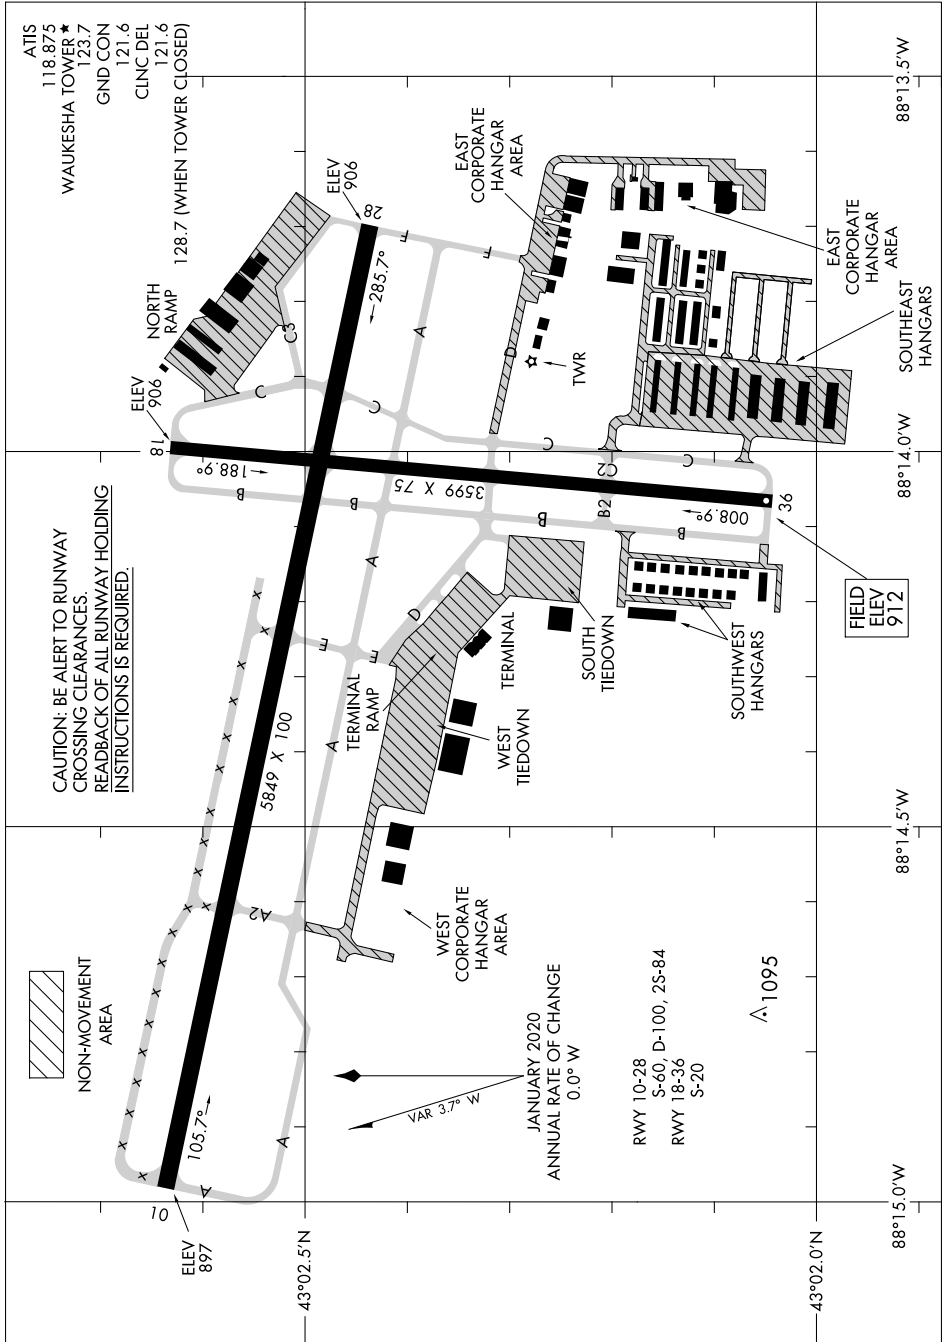 ATIS
118.875
WAUKESHA TOWER ★
123.7
GND CON
121.6
CLNC DEL
121.6
128.7 (WHEN TOWER CLOSED)
CAUTION: BE ALERT TO RUNWAY
CROSSING CLEARANCES.
READBACK OF ALL RUNWAY HOLDING
INSTRUCTIONS IS REQUIRED.
NON-MOVEMENT
AREA
NORTH
RAMP
ELEV
906
18
188.9°
ELEV
906
28
285.7°
C3
C
C
B
B
F
F
A
A
A
A
A
A2
E
E
D
D
5849 X 100
3599 X 75
105.7°
10
ELEV
897
EAST
CORPORATE
HANGAR
AREA
TWR
TERMINAL
RAMP
TERMINAL
WEST
TIEDOWN
SOUTH
TIEDOWN
WEST
CORPORATE
HANGAR
AREA
C
C2
C
B
B2
B
008.9°
36
EAST
CORPORATE
HANGAR
AREA
SOUTHEAST
HANGARS
SOUTHWEST
HANGARS
FIELD
ELEV
912
VAR 3.7° W
JANUARY 2020
ANNUAL RATE OF CHANGE
0.0° W
RWY 10-28
S-60, D-100, 2S-84
RWY 18-36
S-20
1095
43°02.5'N
43°02.0'N
88°15.0'W
88°14.5'W
88°14.0'W
88°13.5'W